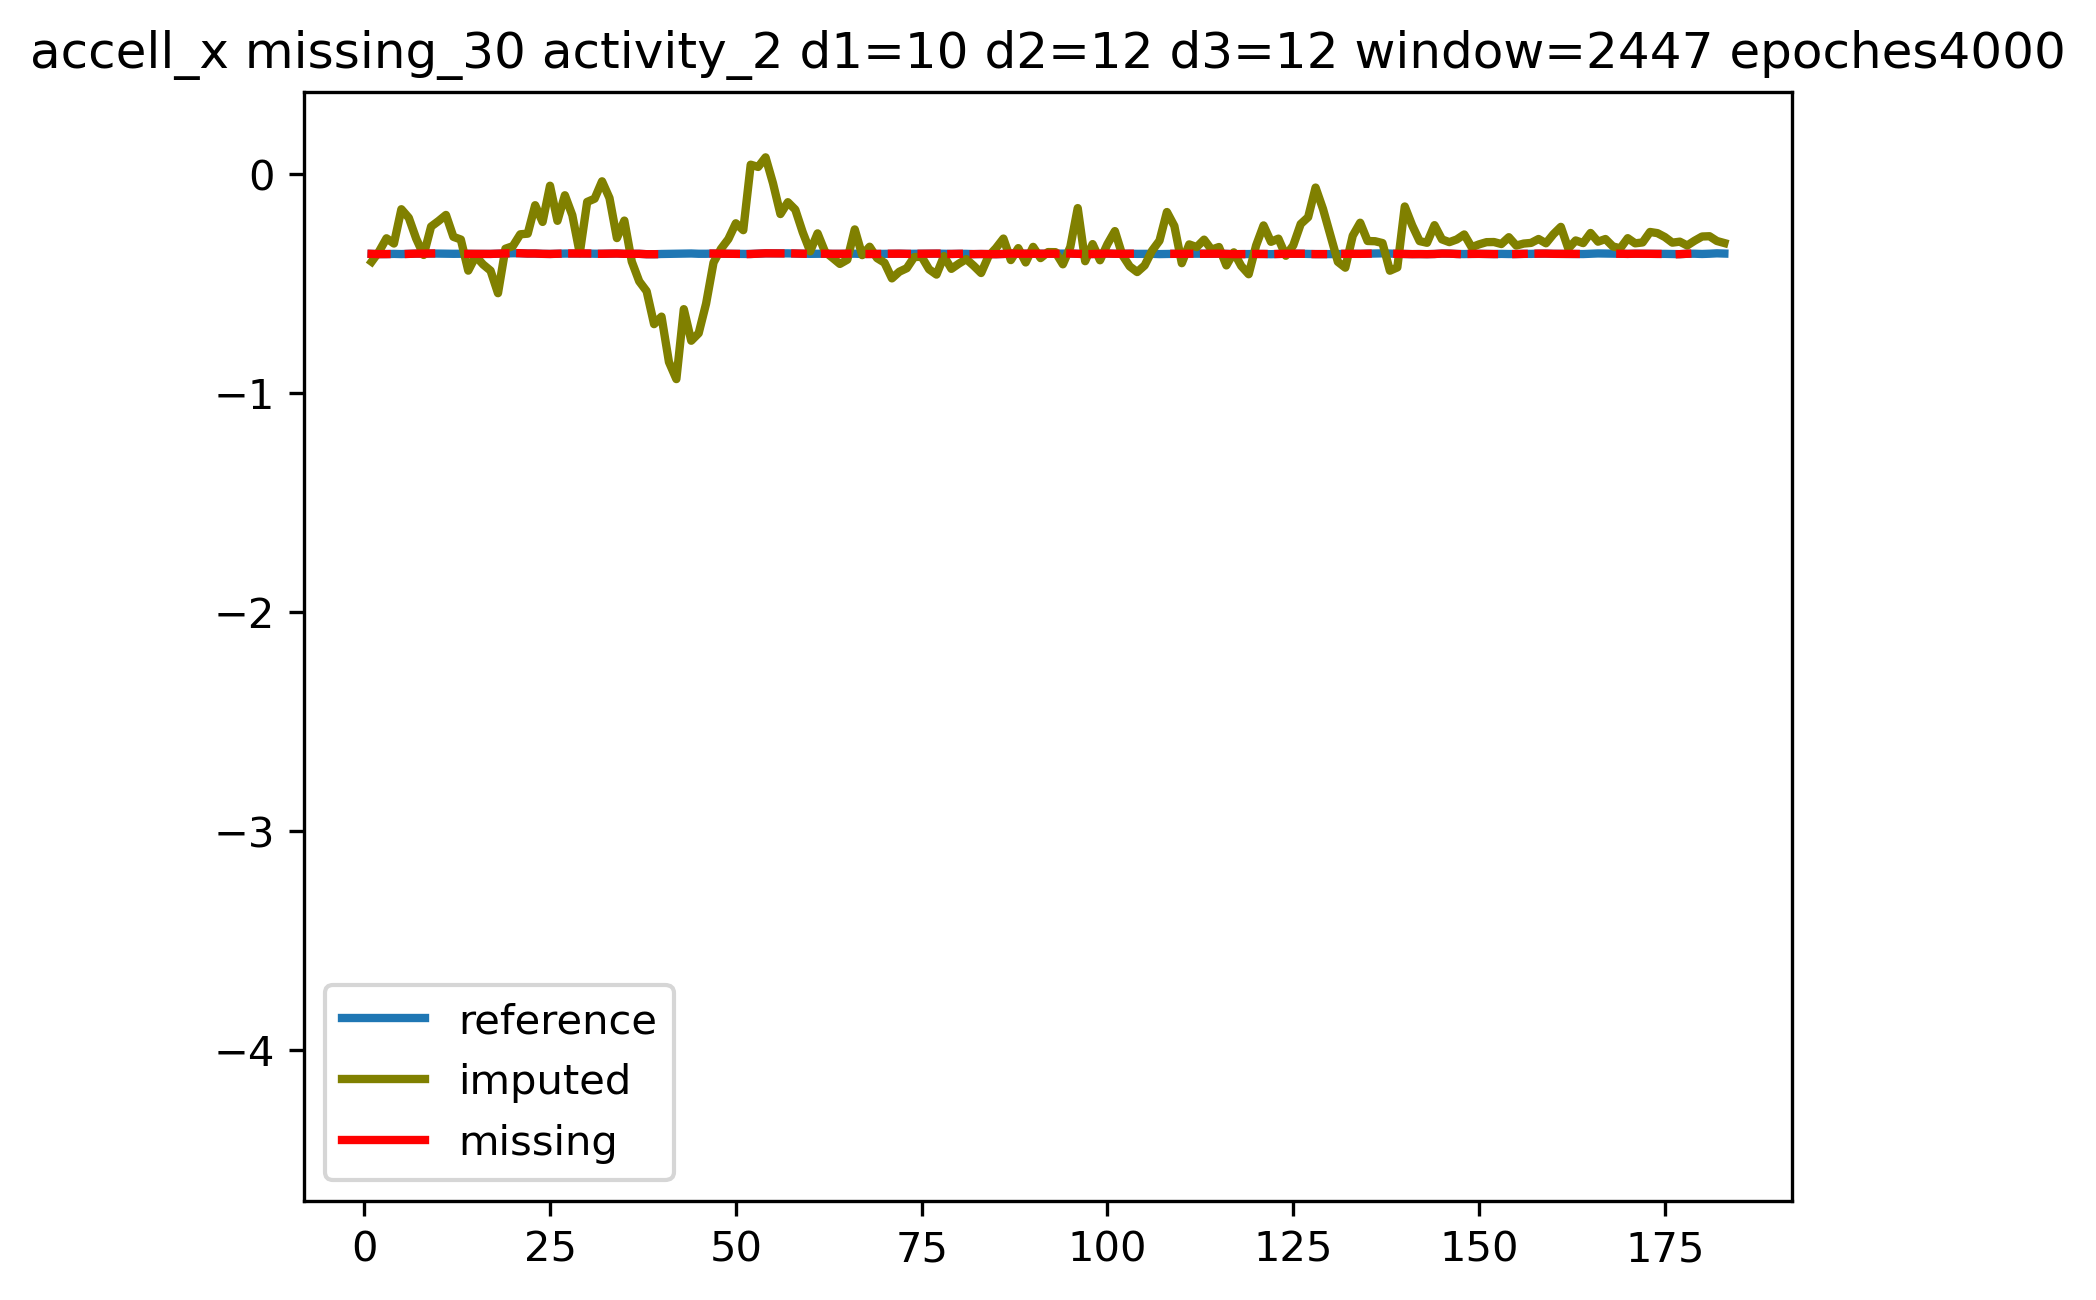 accell_x missing_30 activity_2 d1=10 d2=12 d3=12 window=2447 epoches4000
0
−1
−2
−3
−4
reference
imputed
missing
0 25 50 75 100 125 150 175